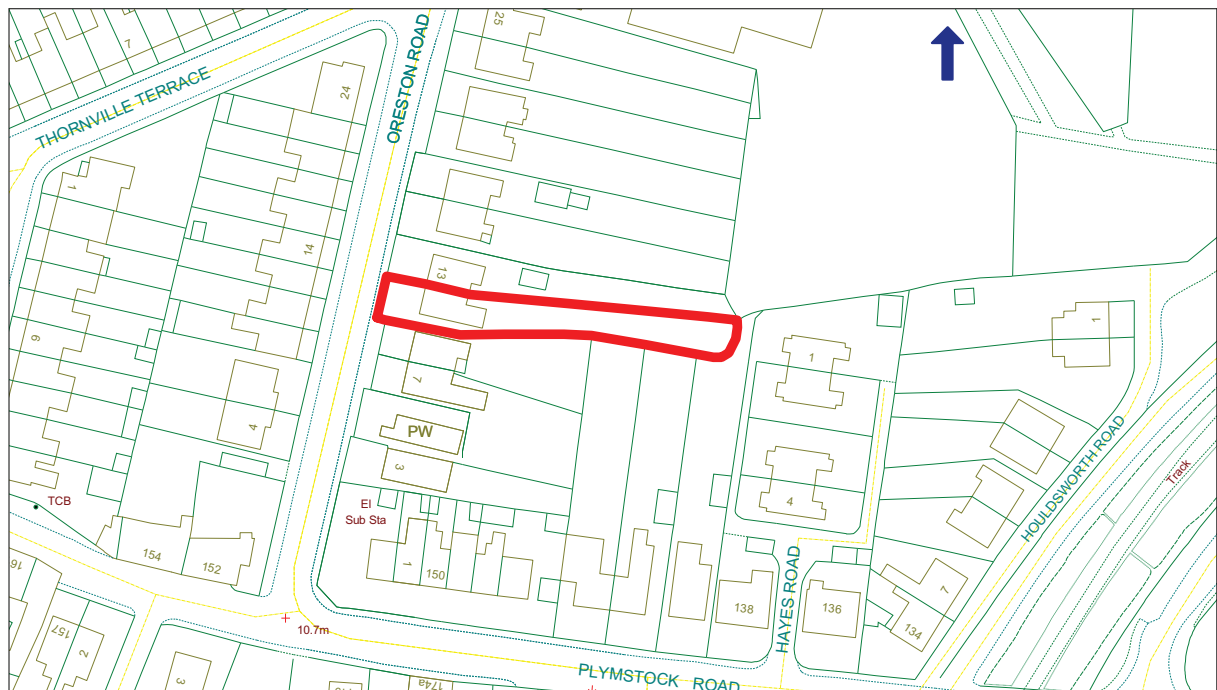 25
7
THORNVILLE TERRACE
ORESTON ROAD
24
1
14
13
9
4
7
PW
3
El
Sub Sta
TCB
154
152
1
150
1
4
1
138
136
134
7
HAYES ROAD
HOULDSWORTH ROAD
Track
10.7m
PLYMSTOCK ROAD
16
157
2
3
174a